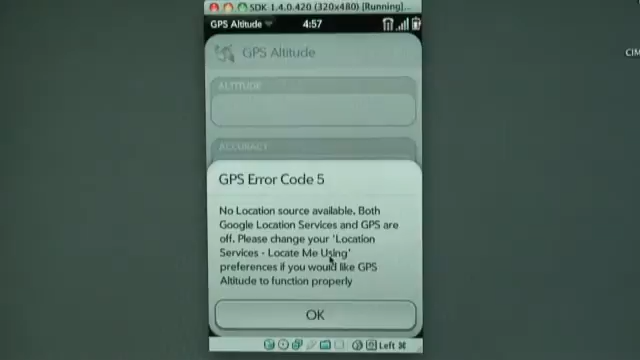 SDK 1.4.0.420 (320x480) [Running]...
GPS Altitude 4:57
CIM
GPS Altitude
ALTITUDE
ACCURACY
GPS Error Code 5
No Location source available. Both
Google Location Services and GPS are
off. Please change your 'Location
Services - Locate Me Using'
preferences if you would like GPS
Altitude to function properly
OK
Left ⌘